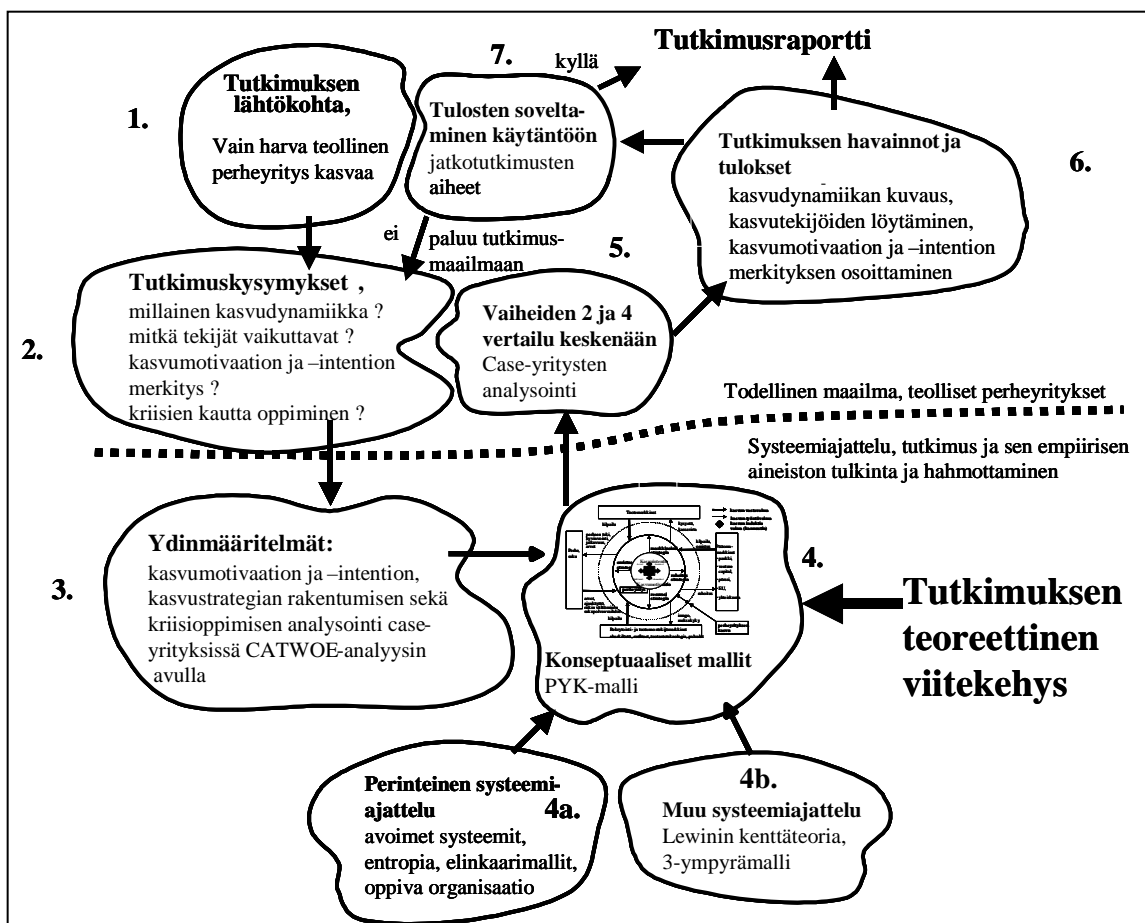 1.
Tutkimuksen
lähtökohta,
Vain harva teollinen
perheyritys kasvaa
7.
kyllä
Tutkimusraportti
Tulosten sovelta-
minen käytäntöön
jatkotutkimusten
aiheet
6.
Tutkimuksen havainnot ja
tulokset
kasvudynamiikan kuvaus,
kasvutekijöiden löytäminen,
kasvumotivaation ja –intention
merkityksen osoittaminen
ei
paluu tutkimus-
maailmaan
2.
Tutkimuskysymykset ,
millainen kasvudynamiikka ?
mitkä tekijät vaikuttavat ?
kasvumotivaation ja –intention
merkitys ?
kriisien kautta oppiminen ?
5.
Vaiheiden 2 ja 4
vertailu keskenään
Case-yritysten
analysointi
Todellinen maailma, teolliset perheyritykset
Systeemiajattelu, tutkimus ja sen empiirisen
aineiston tulkinta ja hahmottaminen
3.
Ydinmääritelmät:
kasvumotivaation ja –intention,
kasvustrategian rakentumisen sekä
kriisioppimisen analysointi case-
yrityksissä CATWOE-analyysin
avulla
4.
Konseptuaaliset mallit
PYK-malli
Tutkimuksen
teoreettinen
viitekehys
4a.
Perinteinen systeemi-
ajattelu
avoimet systeemit,
entropia, elinkaarimallit,
oppiva organisaatio
4b.
Muu systeemiajattelu
Lewinin kenttäteoria,
3-ympyrämalli